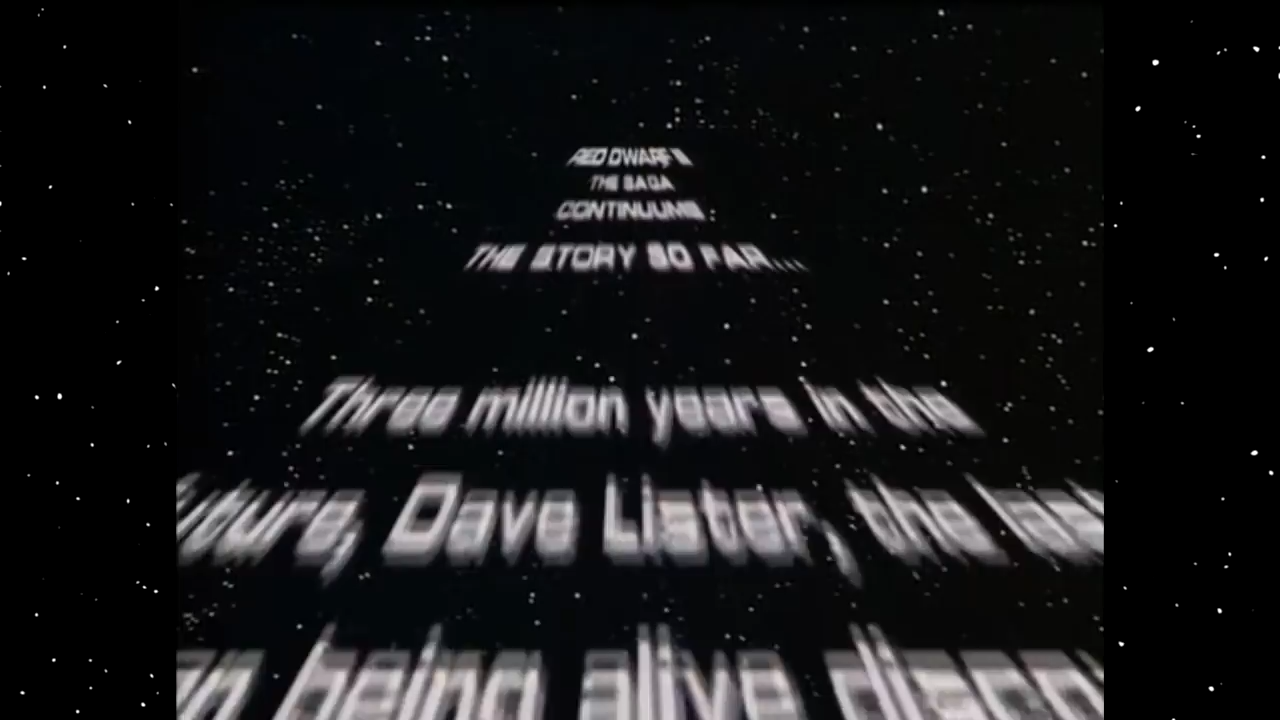 RED DWARF III
THE SAGA
CONTINUUMS
THE STORY SO FAR...
Three million years in the
future, Dave Lister, the last
being alive